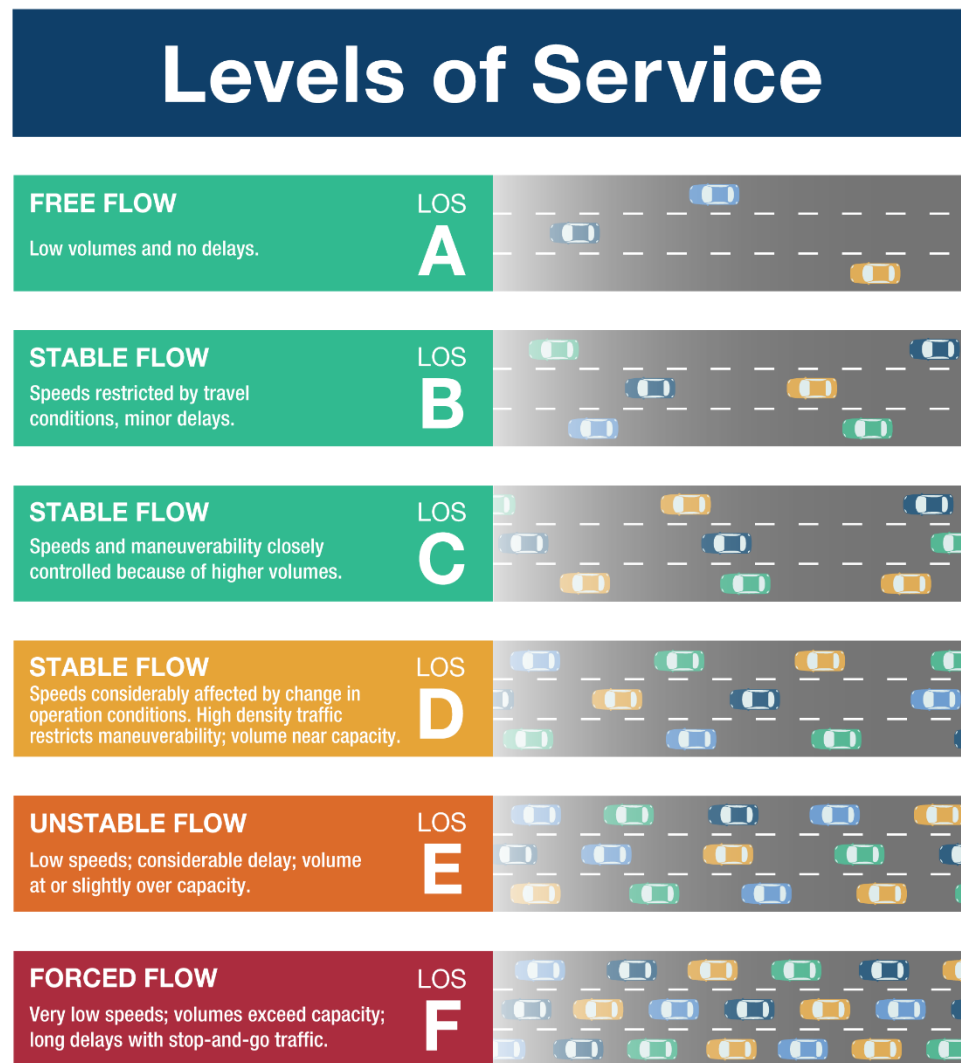 Levels of Service
FREE FLOW
Low volumes and no delays.
LOS
A
STABLE FLOW
Speeds restricted by travel
conditions, minor delays.
LOS
B
STABLE FLOW
Speeds and maneuverability closely
controlled because of higher volumes.
LOS
C
STABLE FLOW
Speeds considerably affected by change in
operation conditions. High density traffic
restricts maneuverability; volume near capacity.
LOS
D
UNSTABLE FLOW
Low speeds; considerable delay; volume
at or slightly over capacity.
LOS
E
FORCED FLOW
Very low speeds; volumes exceed capacity;
long delays with stop-and-go traffic.
LOS
F